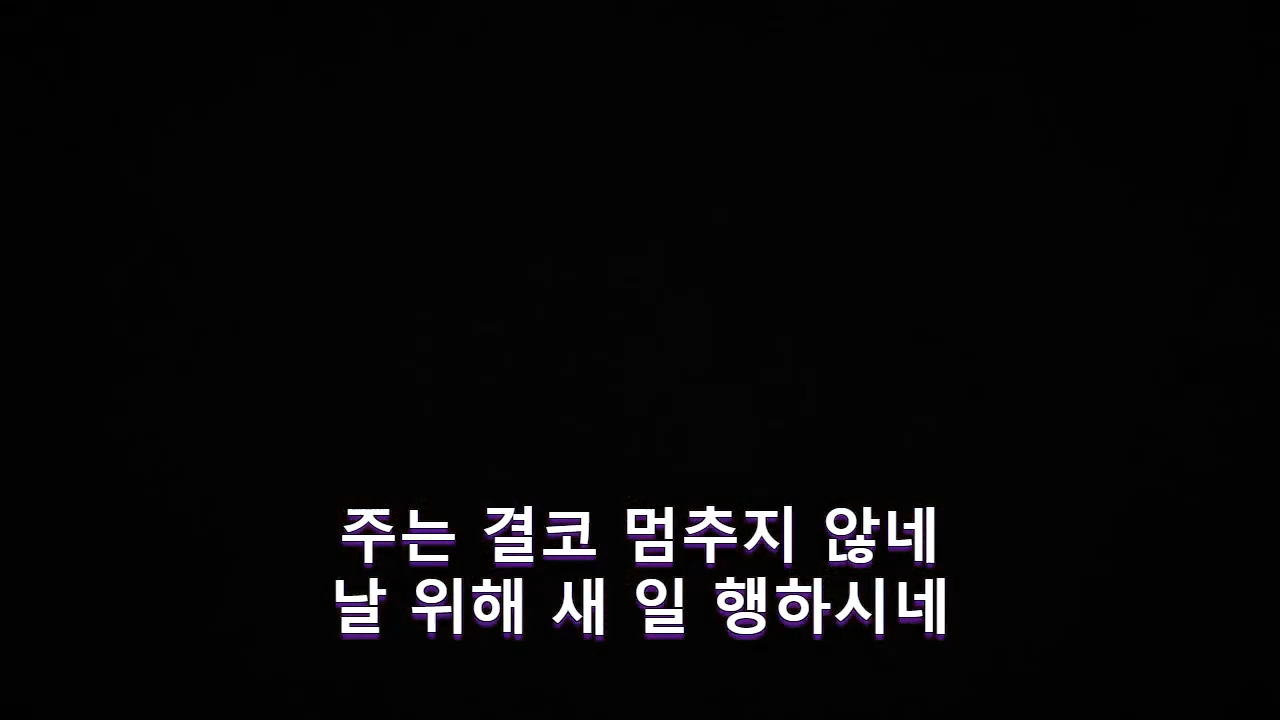 주는 결코 멈추지 않네
날 위해 새 일 행하시네